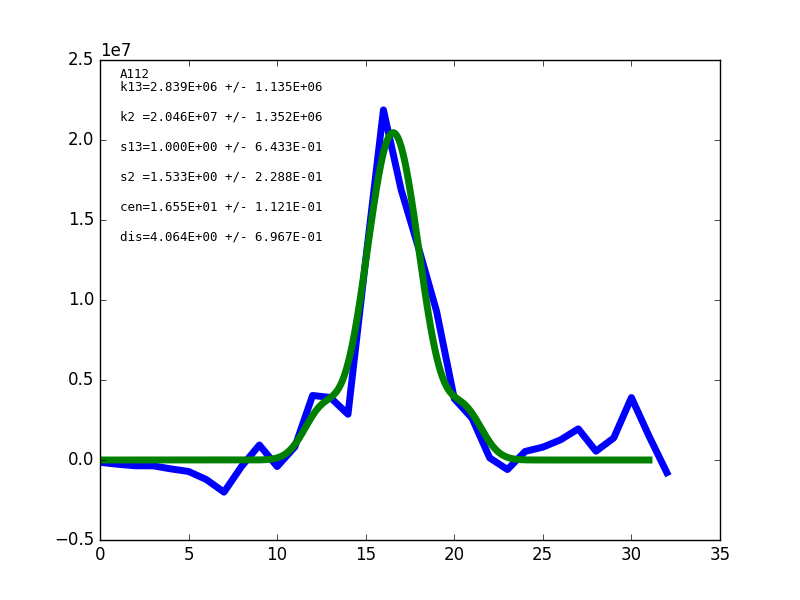 1e7
2.5
2.0
1.5
1.0
0.5
0.0
−0.5
A112
k13=2.839E+06 +/- 1.135E+06
k2 =2.046E+07 +/- 1.352E+06
s13=1.000E+00 +/- 6.433E-01
s2 =1.533E+00 +/- 2.288E-01
cen=1.655E+01 +/- 1.121E-01
dis=4.064E+00 +/- 6.967E-01
0 5 10 15 20 25 30 35